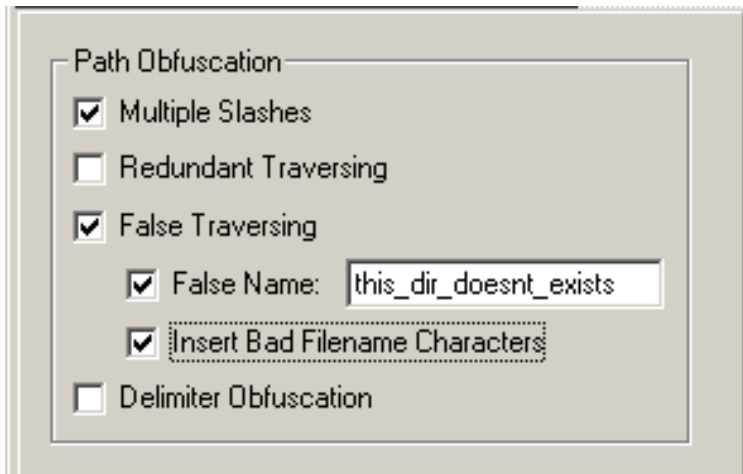 Path Obfuscation
Multiple Slashes
Redundant Traversing
False Traversing
False Name: this_dir_doesnt_exists
Insert Bad Filename Characters
Delimiter Obfuscation